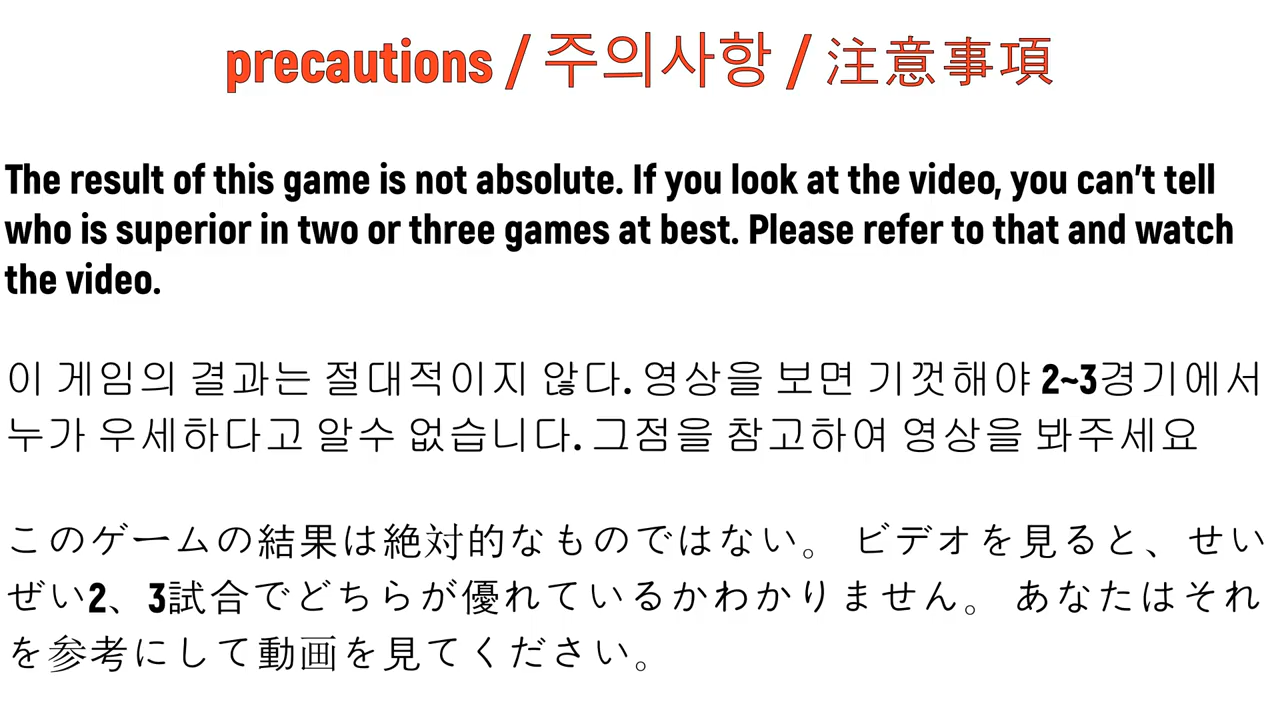 precautions / 주의사항 / 注意事項
The result of this game is not absolute. If you look at the video, you can't tell
who is superior in two or three games at best. Please refer to that and watch
the video.
이 게임의 결과는 절대적이지 않다. 영상을 보면 기껏해야 2~3경기에서
누가 우세하다고 알수 없습니다. 그점을 참고하여 영상을 봐주세요
このゲームの結果は絶対的なものではない。 ビデオを見ると、せい
ぜい2、3試合でどちらが優れているかわかりません。 あなたはそれ
を参考にして動画を見てください。